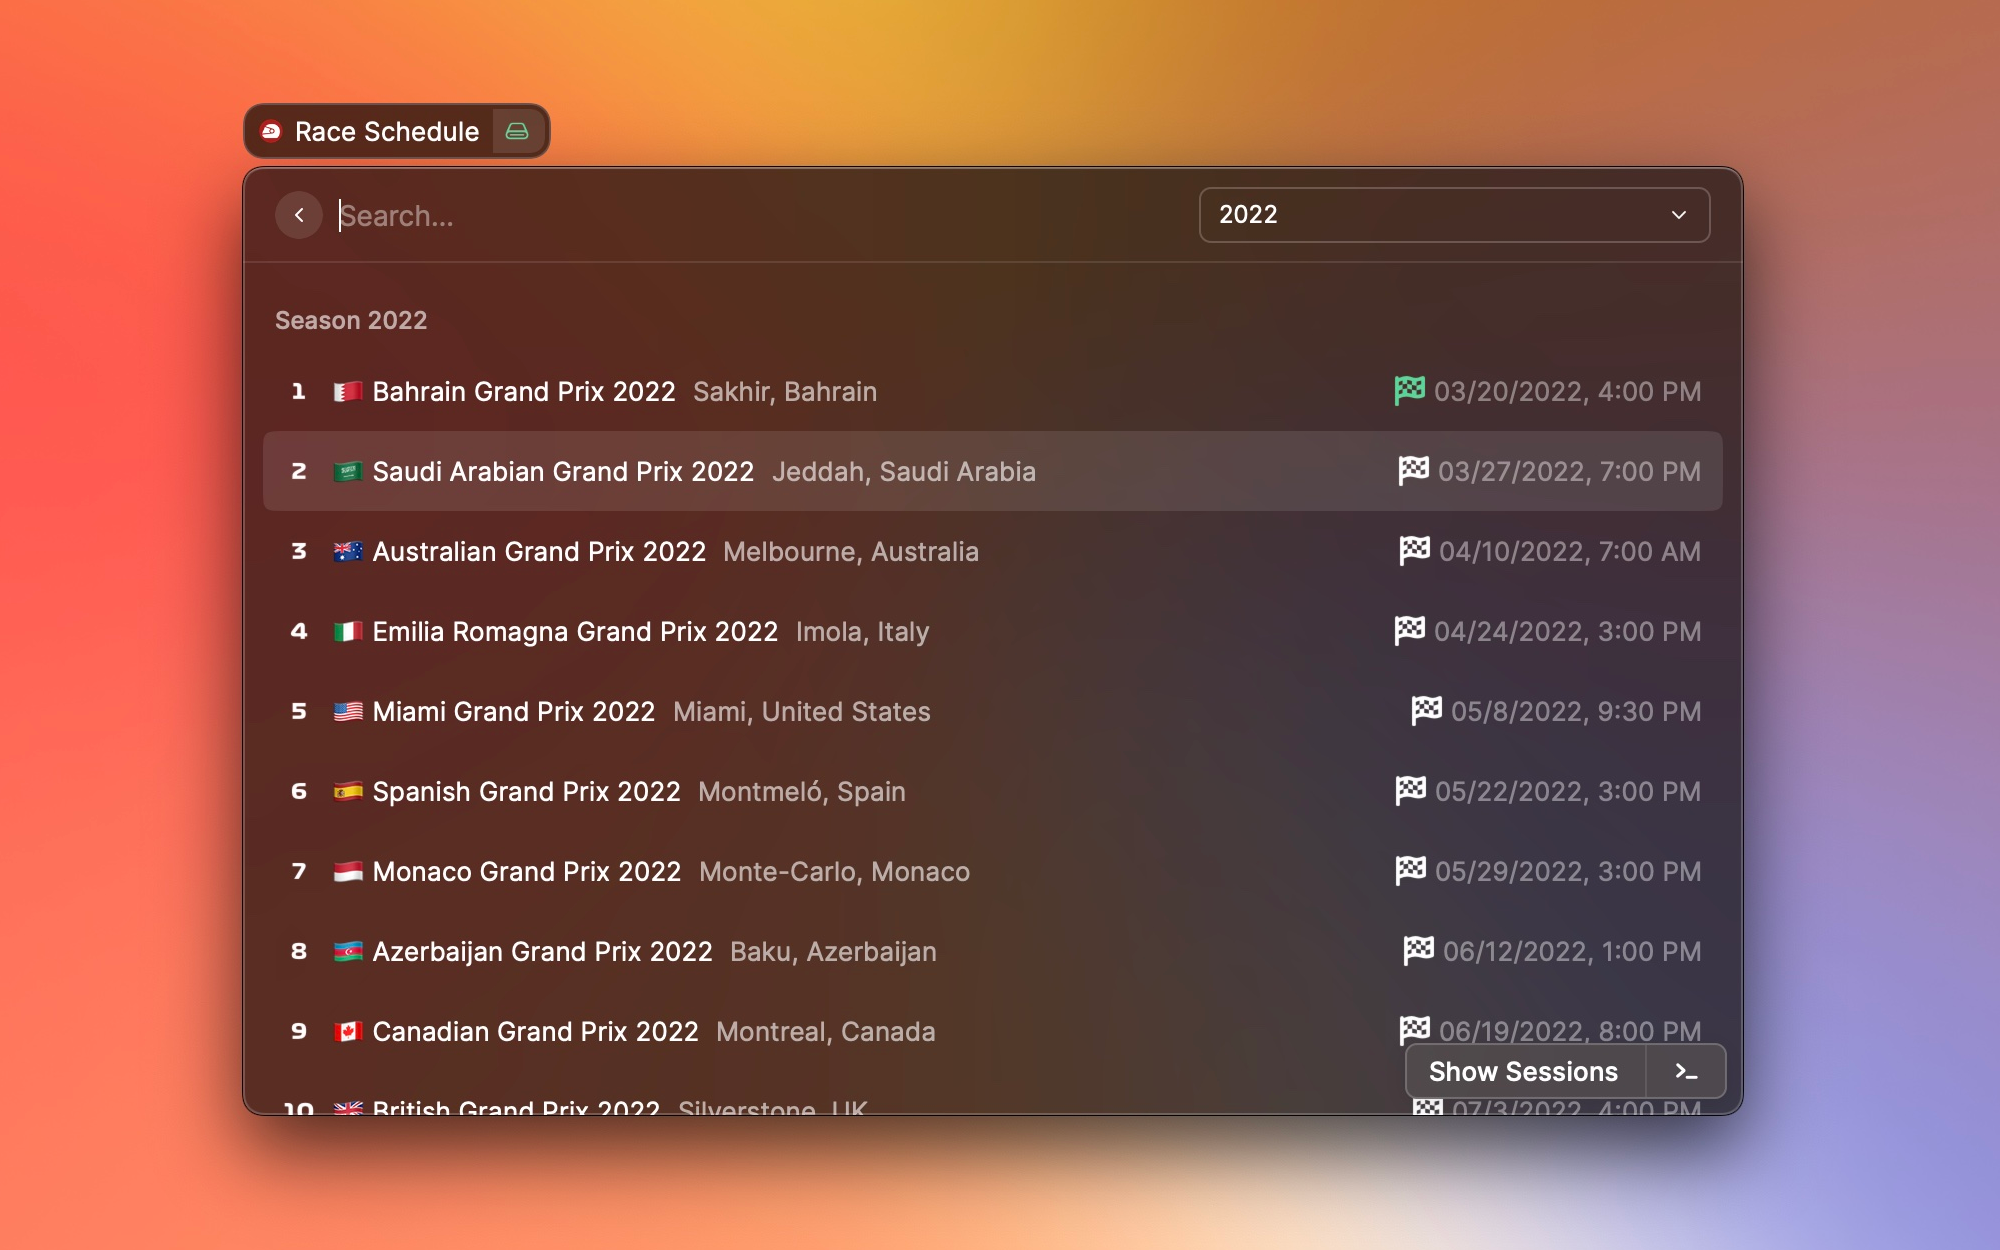 Race Schedule
Search...
2022
Season 2022
1 Bahrain Grand Prix 2022 Sakhir, Bahrain 03/20/2022, 4:00 PM
2 Saudi Arabian Grand Prix 2022 Jeddah, Saudi Arabia 03/27/2022, 7:00 PM
3 Australian Grand Prix 2022 Melbourne, Australia 04/10/2022, 7:00 AM
4 Emilia Romagna Grand Prix 2022 Imola, Italy 04/24/2022, 3:00 PM
5 Miami Grand Prix 2022 Miami, United States 05/8/2022, 9:30 PM
6 Spanish Grand Prix 2022 Montmeló, Spain 05/22/2022, 3:00 PM
7 Monaco Grand Prix 2022 Monte-Carlo, Monaco 05/29/2022, 3:00 PM
8 Azerbaijan Grand Prix 2022 Baku, Azerbaijan 06/12/2022, 1:00 PM
9 Canadian Grand Prix 2022 Montreal, Canada 06/19/2022, 8:00 PM
Show Sessions
10 British Grand Prix 2022 Silverstone, UK 07/3/2022, 4:00 PM